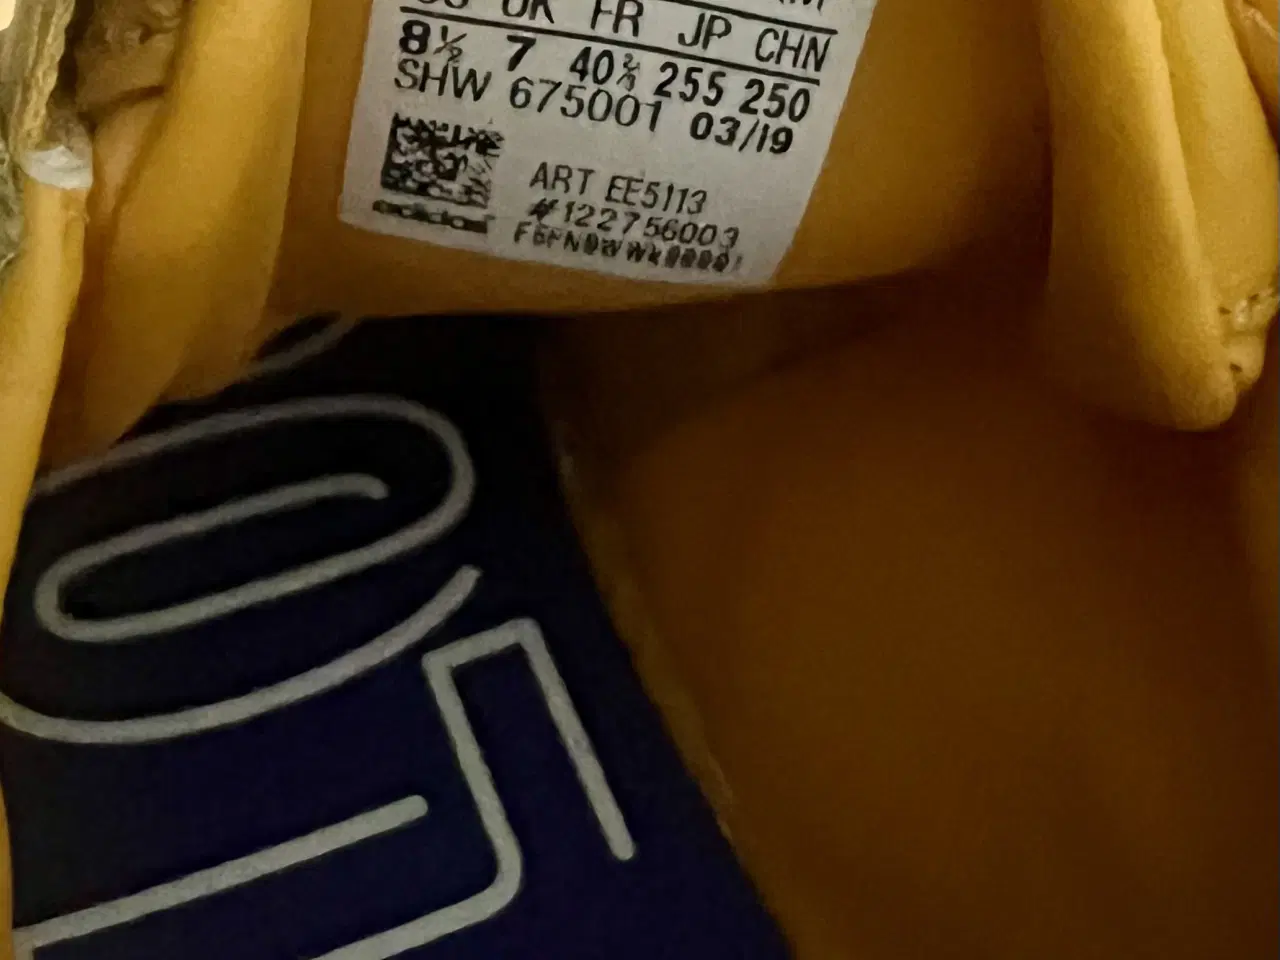 US UK FR JP CHN
8½ 7 40⅔ 255 250
SHW 675001 03/19
ART EE5113
#122756003
adidas